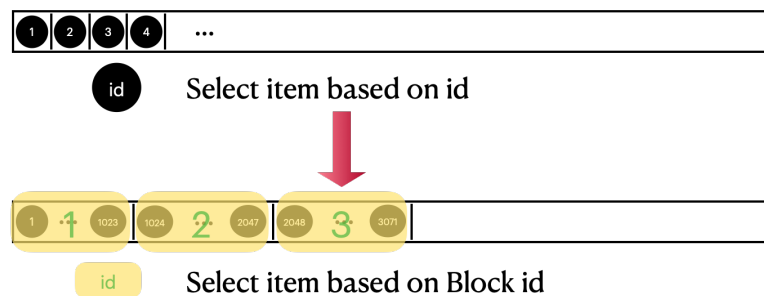 1 2 3 4 ...
id Select item based on id
1 ... 1 1023 1024 ... 2 2047 2048 ... 3 3071
id Select item based on Block id